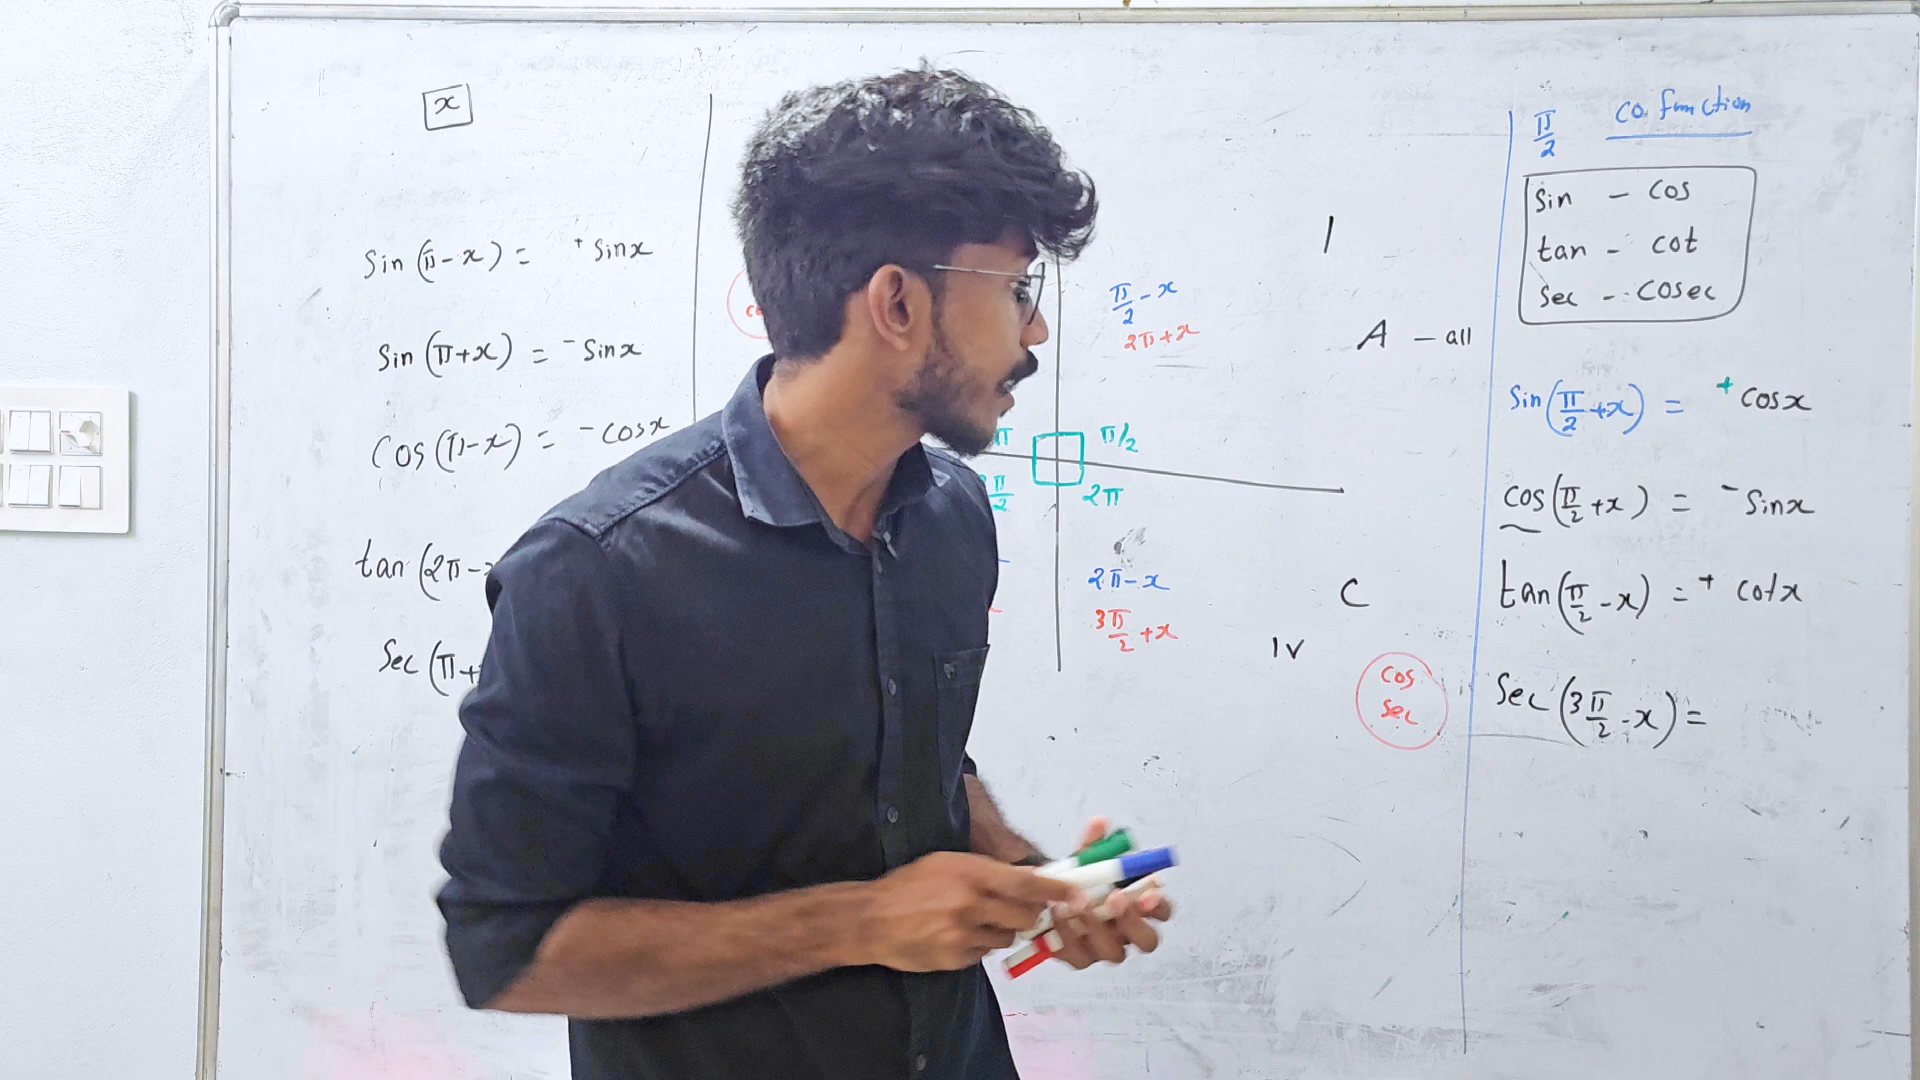 x
Sin (π - x) = + Sinx
Sin (π+x) = - Sinx
Cos (π - x) = - cosx
tan (2π -
Sec (π+
π/2 - x
2π+x
π/2
2π
2π - x
3π/2 + x
I
A - all
C
IV
cos
Sec
π/2 co. function
Sin - cos
tan - cot
Sec - cosec
Sin (π/2 + x) = + cosx
cos (π/2 + x) = - Sinx
tan (π/2 - x) = + cotx
Sec (3π/2 - x) =